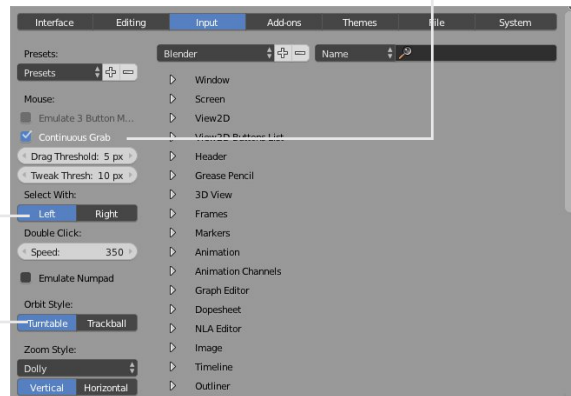 Interface Editing Input Add-ons Themes File System
Presets:
Presets
Mouse:
Emulate 3 Button M...
Continuous Grab
Drag Threshold: 5 px
Tweak Thresh: 10 px
Select With:
Left Right
Double Click:
Speed: 350
Emulate Numpad
Orbit Style:
Turntable Trackball
Zoom Style:
Dolly
Vertical Horizontal
Blender Name
Window
Screen
View2D
View2D Buttons List
Header
Grease Pencil
3D View
Frames
Markers
Animation
Animation Channels
Graph Editor
Dopesheet
NLA Editor
Image
Timeline
Outliner